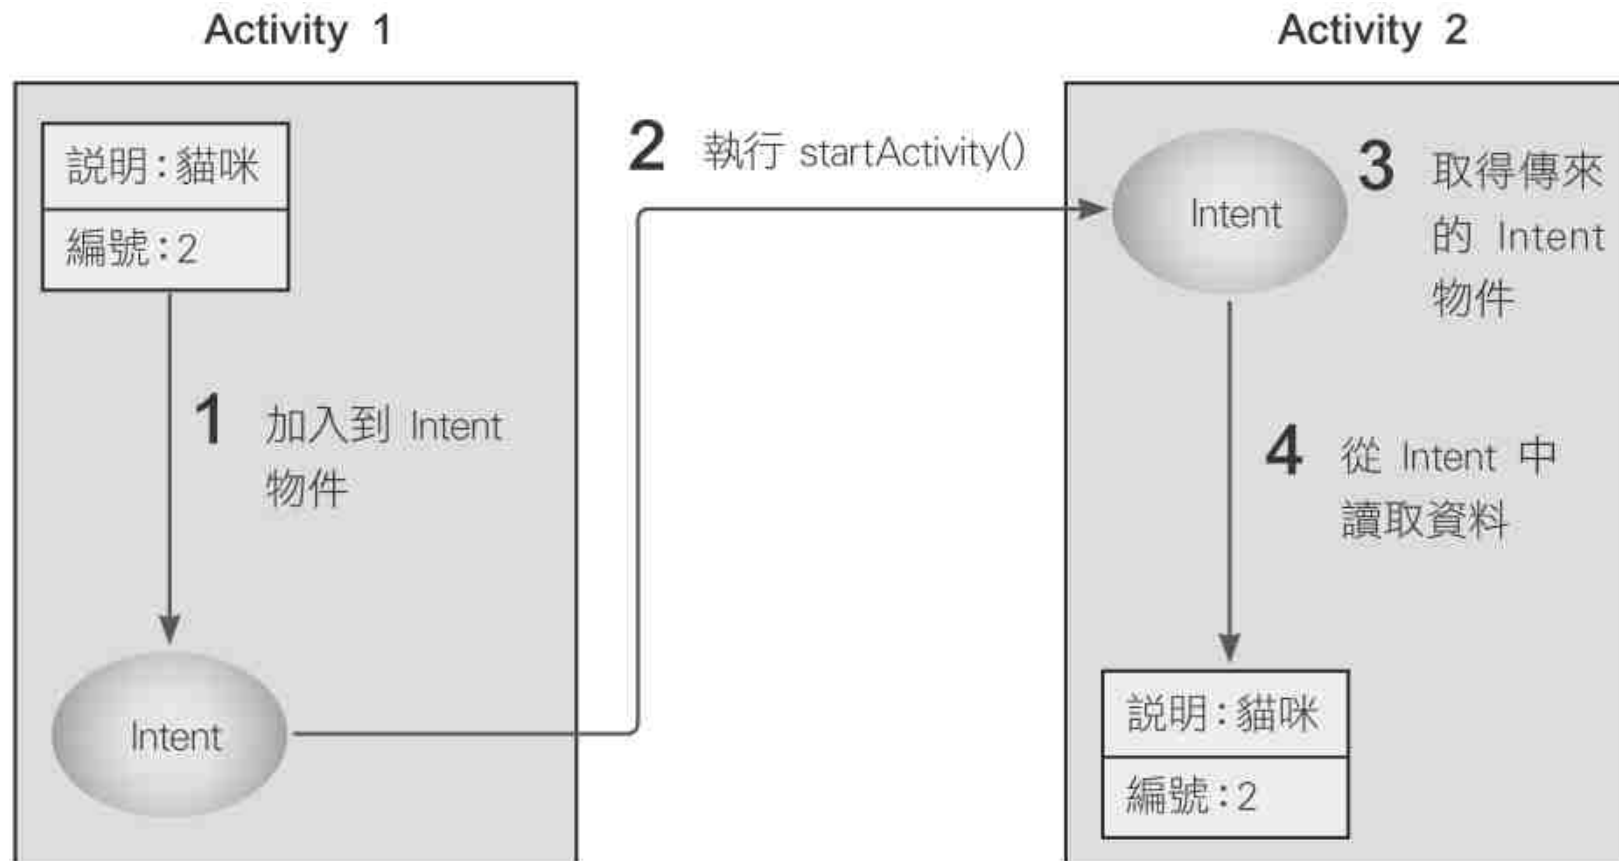 Activity 1
説明:貓咪
編號:2
1 加入到 Intent
物件
Intent
2 執行 startActivity()
Activity 2
Intent
3 取得傳來
的 Intent
物件
4 從 Intent 中
讀取資料
説明:貓咪
編號:2